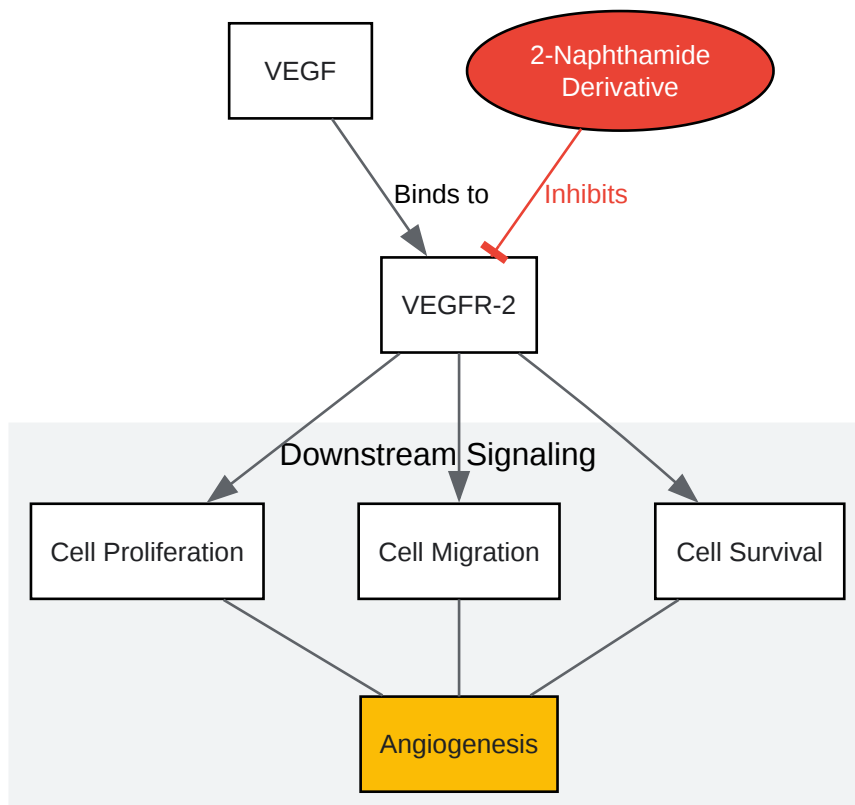 VEGF
2-Naphthamide
Derivative
Binds to
Inhibits
VEGFR-2
Downstream Signaling
Cell Proliferation
Cell Migration
Cell Survival
Angiogenesis